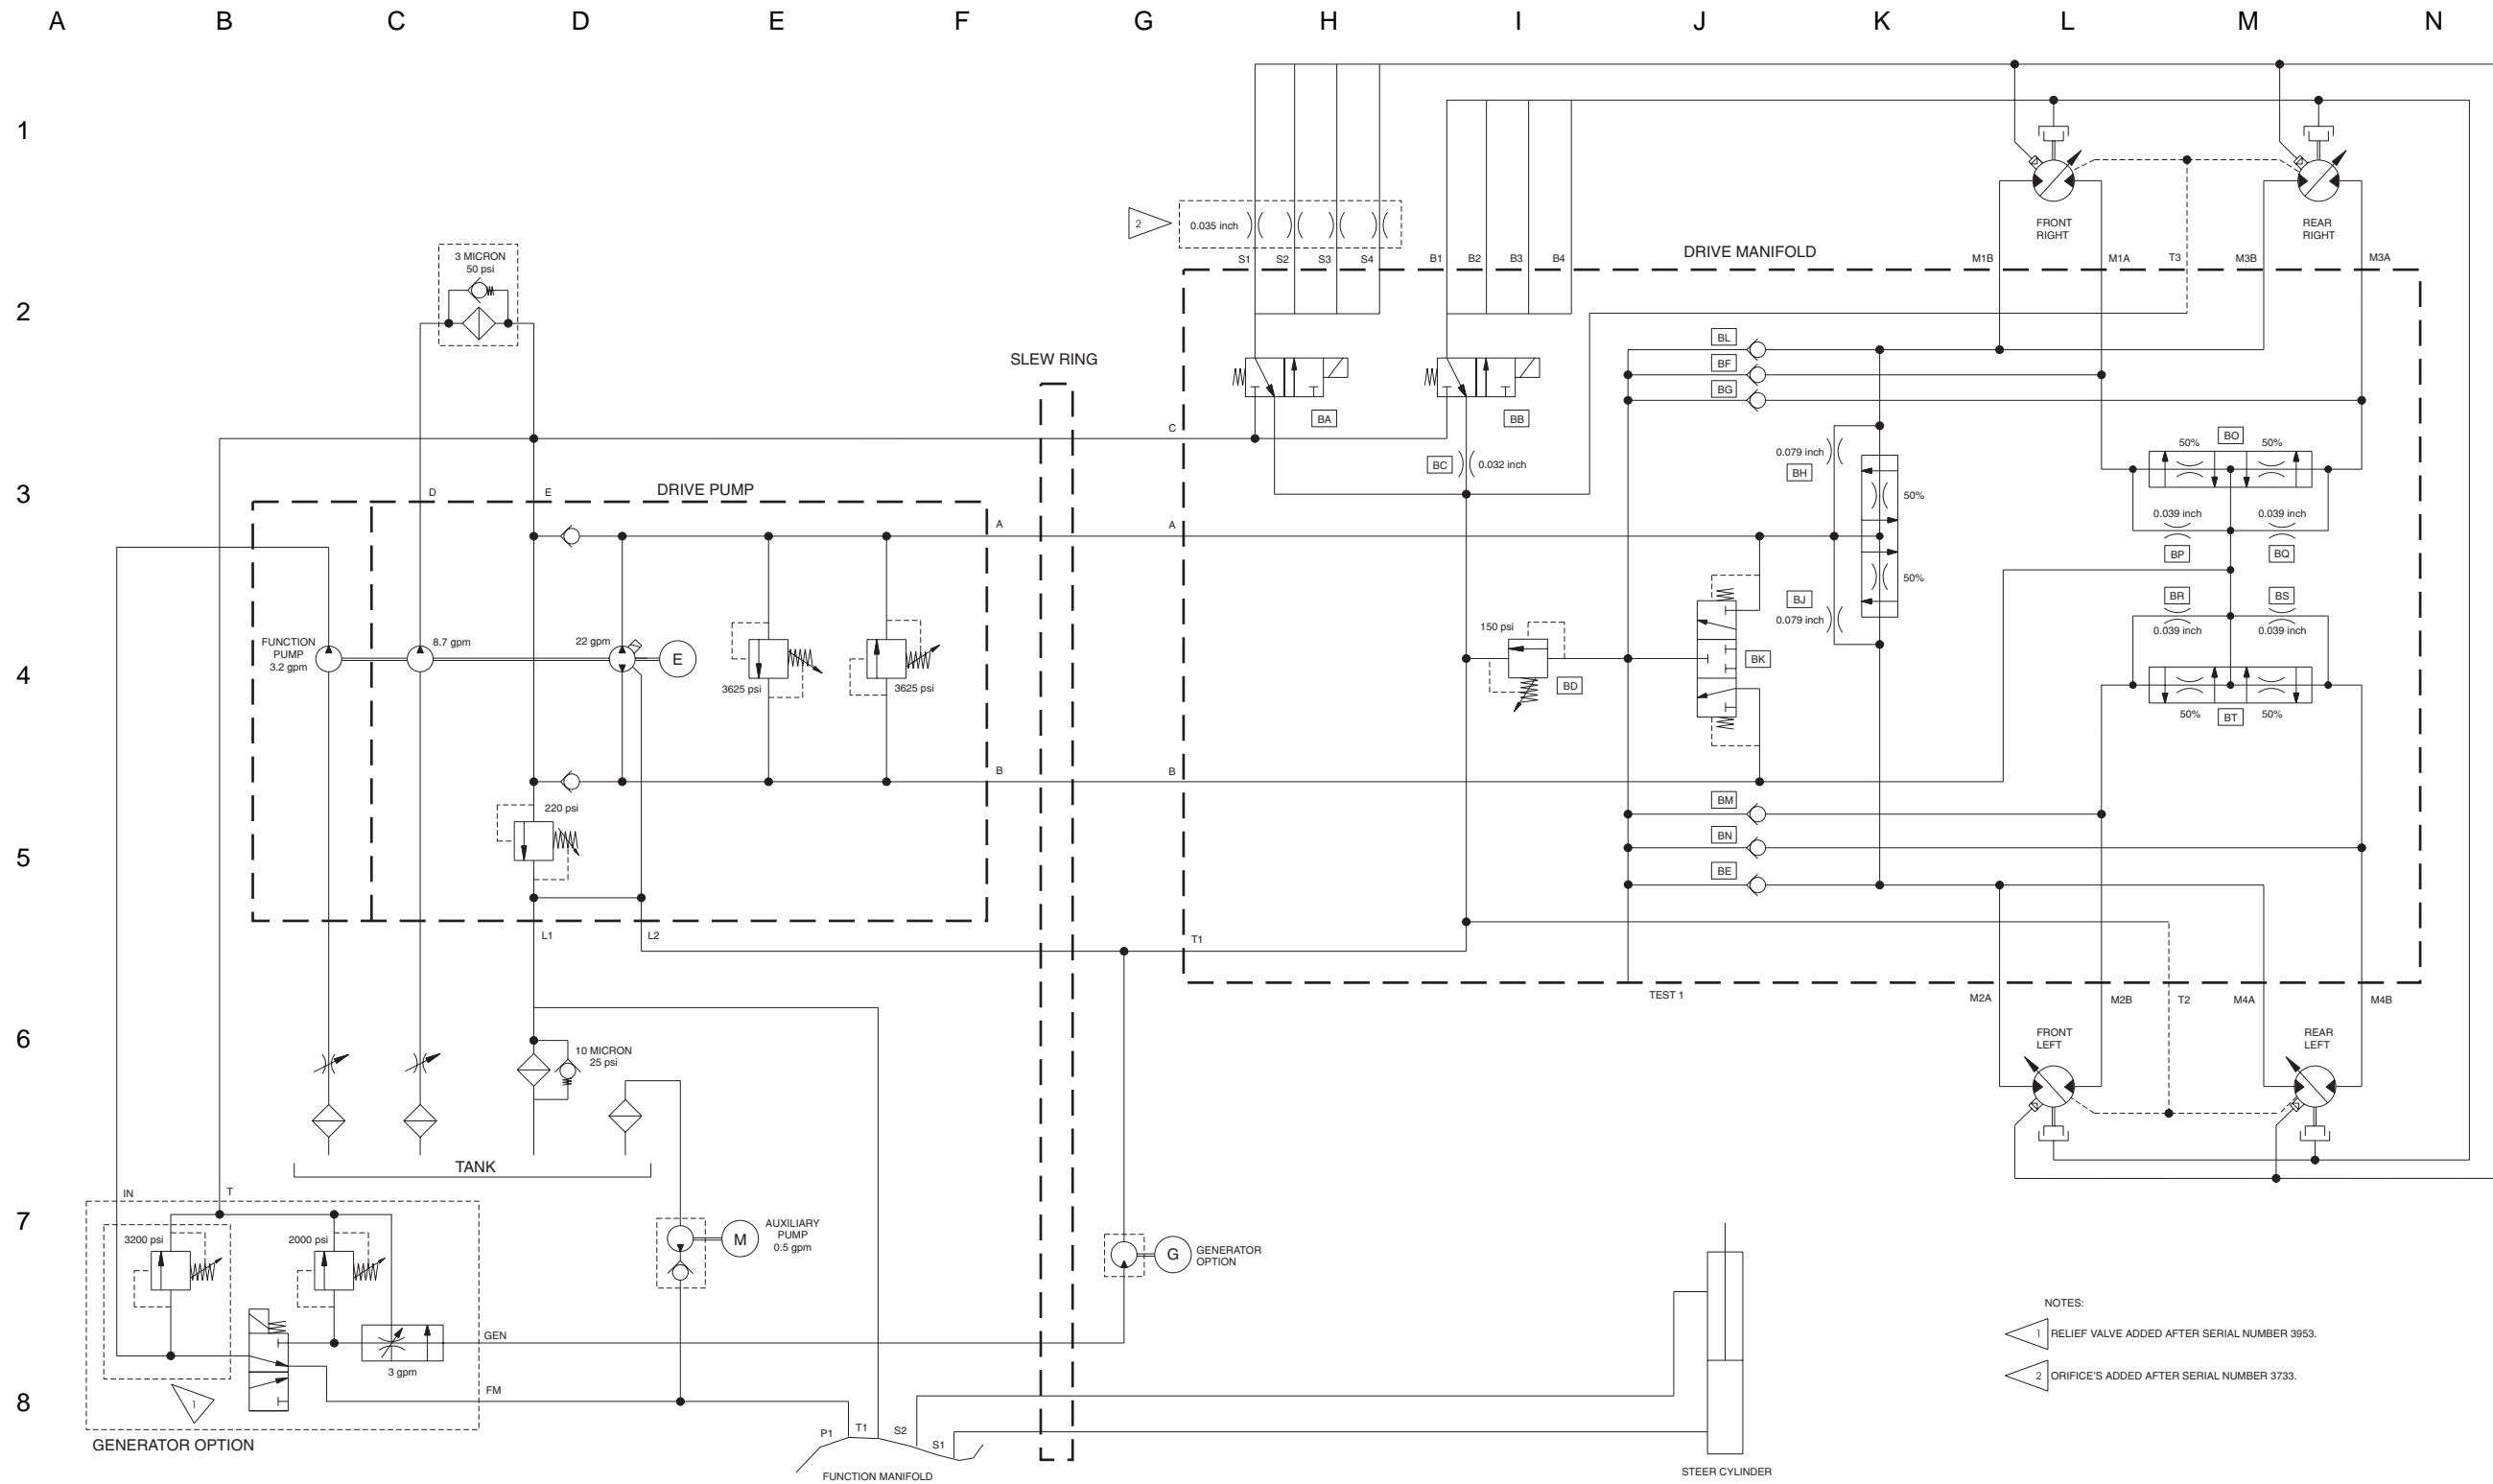 A B C D E F G H I J K L M N
1
2
3
4
5
6
7
8
2
0.035 inch
S1 S2 S3 S4 B1 B2 B3 B4
DRIVE MANIFOLD
M1B M1A T3 M3B M3A
FRONT
RIGHT
REAR
RIGHT
3 MICRON
50 psi
SLEW RING
BL
BF
BG
BA
BB
C
BC
0.032 inch
0.079 inch
BH
50%
50%
BO
50%
0.039 inch
0.039 inch
BP
BQ
D
E
DRIVE PUMP
A
A
50%
BJ
0.079 inch
BR
BS
0.039 inch
0.039 inch
FUNCTION
PUMP
3.2 gpm
8.7 gpm
22 gpm
E
3625 psi
3625 psi
150 psi
BD
BK
50%
BT
50%
B
B
220 psi
BM
BN
BE
L1
L2
T1
TEST 1
M2A M2B T2 M4A M4B
FRONT
LEFT
REAR
LEFT
10 MICRON
25 psi
TANK
IN
T
3200 psi
2000 psi
M
AUXILIARY
PUMP
0.5 gpm
G
GENERATOR
OPTION
GEN
3 gpm
FM
1
GENERATOR OPTION
P1
T1
S2
S1
FUNCTION MANIFOLD
STEER CYLINDER
NOTES:
1 RELIEF VALVE ADDED AFTER SERIAL NUMBER 3953.
2 ORIFICE'S ADDED AFTER SERIAL NUMBER 3733.